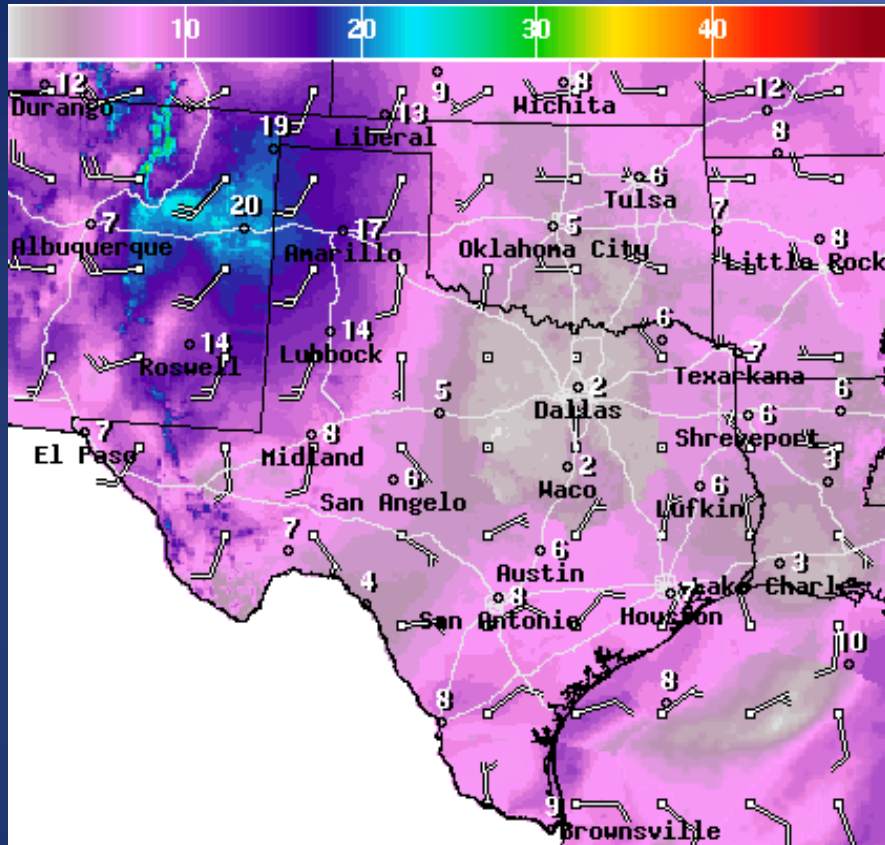 10 20 30 40
12 9 8 12
Durango Wichita
19 13
Liberal 8
6
Tulsa
7 20 17 5 7 8
Albuquerque Amarillo Oklahoma City Little Rock
14 14 6
Roswell Lubbock 7
Texarkana
2
5 Dallas 6 6
7 8 Shreveport
El Paso Midland 2 3
6 Waco 6
San Angelo Lufkin
7 6 3
Austin
4 8 7 Lake Charles
San Antonio Houston
10
8 8
9
Brownsville